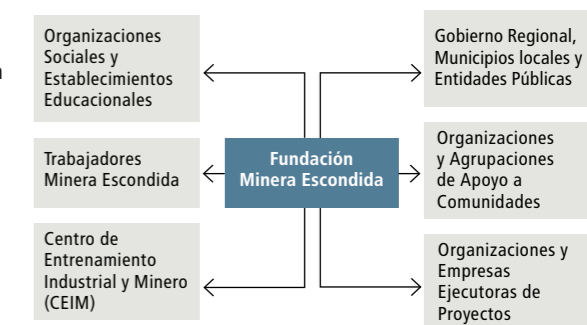 Organizaciones
Sociales y
Establecimientos
Educacionales
Trabajadores
Minera Escondida
Centro de
Entrenamiento
Industrial y Minero
(CEIM)
Fundación
Minera Escondida
Gobierno Regional,
Municipios locales y
Entidades Públicas
Organizaciones
y Agrupaciones
de Apoyo a
Comunidades
Organizaciones y
Empresas
Ejecutoras de
Proyectos